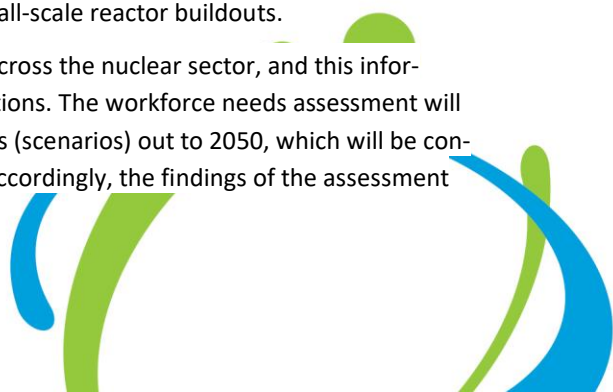 all-scale reactor buildouts.
cross the nuclear sector, and this infor-
tions. The workforce needs assessment will
s (scenarios) out to 2050, which will be con-
ccordingly, the findings of the assessment